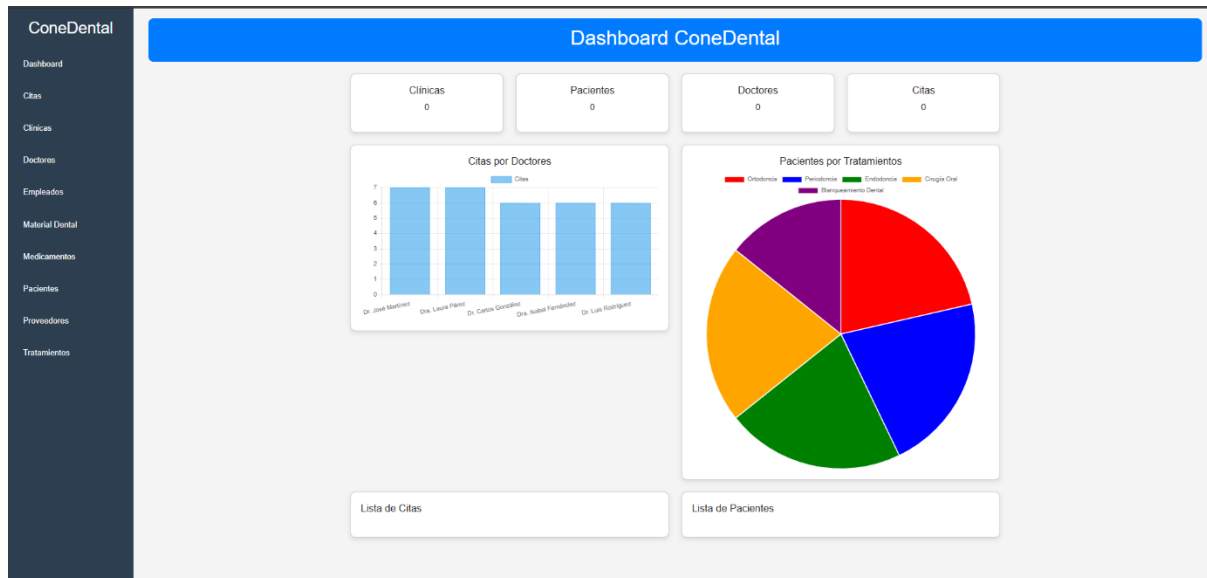 ConeDental
Dashboard
Citas
Clínicas
Doctores
Empleados
Material Dental
Medicamentos
Pacientes
Proveedores
Tratamientos
Dashboard ConeDental
Clínicas
0
Pacientes
0
Doctores
0
Citas
0
Citas por Doctores
Citas
7
6
5
4
3
2
1
0
Dr. José Martínez
Dra. Laura Pérez
Dr. Carlos González
Dra. Isabel Fernández
Dr. Luis Rodríguez
Pacientes por Tratamientos
Ortodoncia Periodoncia Endodoncia Cirugía Oral
Blanqueamiento Dental
Lista de Citas
Lista de Pacientes